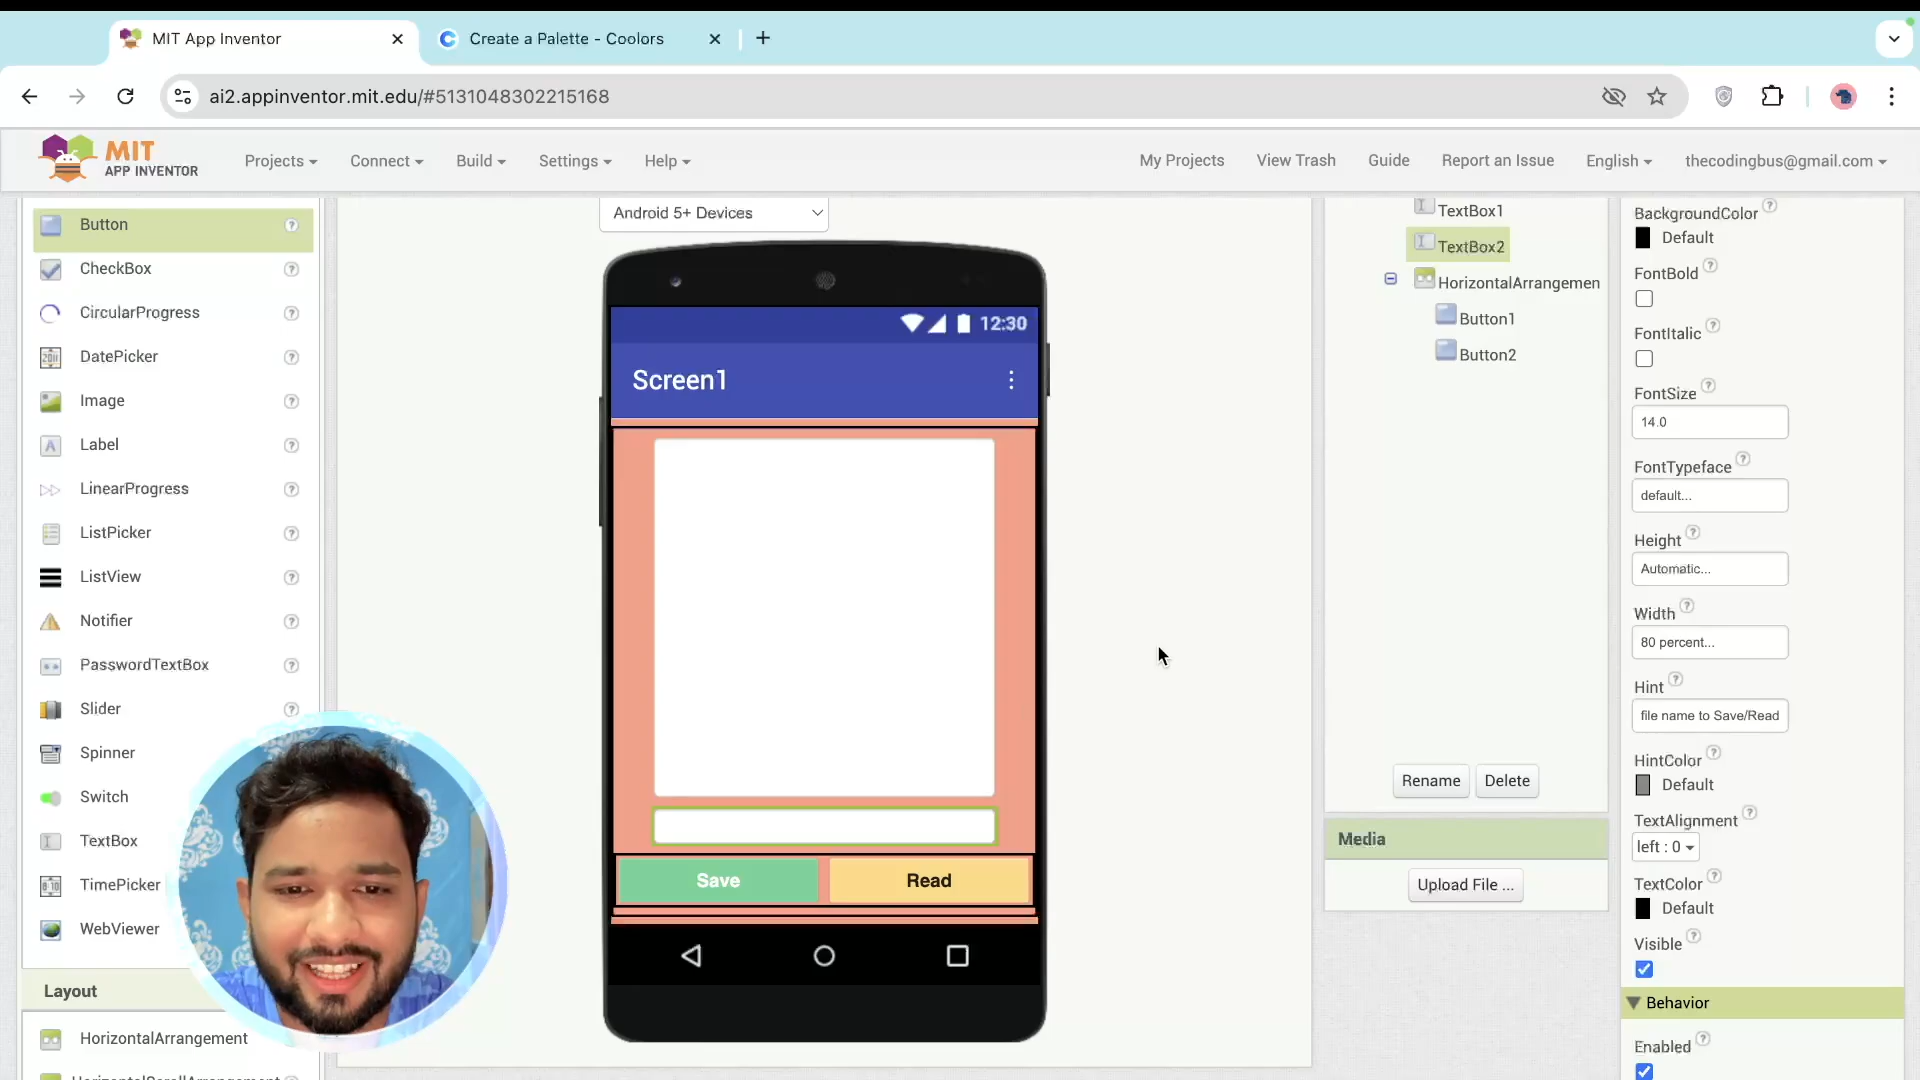 MIT App Inventor
Create a Palette - Coolors
ai2.appinventor.mit.edu/#5131048302215168
MIT
APP INVENTOR
Projects
Connect
Build
Settings
Help
My Projects
View Trash
Guide
Report an Issue
English
thecodingbus@gmail.com
Button
CheckBox
CircularProgress
DatePicker
Image
Label
LinearProgress
ListPicker
ListView
Notifier
PasswordTextBox
Slider
Spinner
Switch
TextBox
TimePicker
WebViewer
Layout
HorizontalArrangement
Android 5+ Devices
12:30
Screen1
Save
Read
TextBox1
TextBox2
HorizontalArrangemen
Button1
Button2
Rename
Delete
Media
Upload File ...
BackgroundColor
Default
FontBold
FontItalic
FontSize
14.0
FontTypeface
default...
Height
Automatic...
Width
80 percent...
Hint
file name to Save/Read
HintColor
Default
TextAlignment
left : 0
TextColor
Default
Visible
Behavior
Enabled